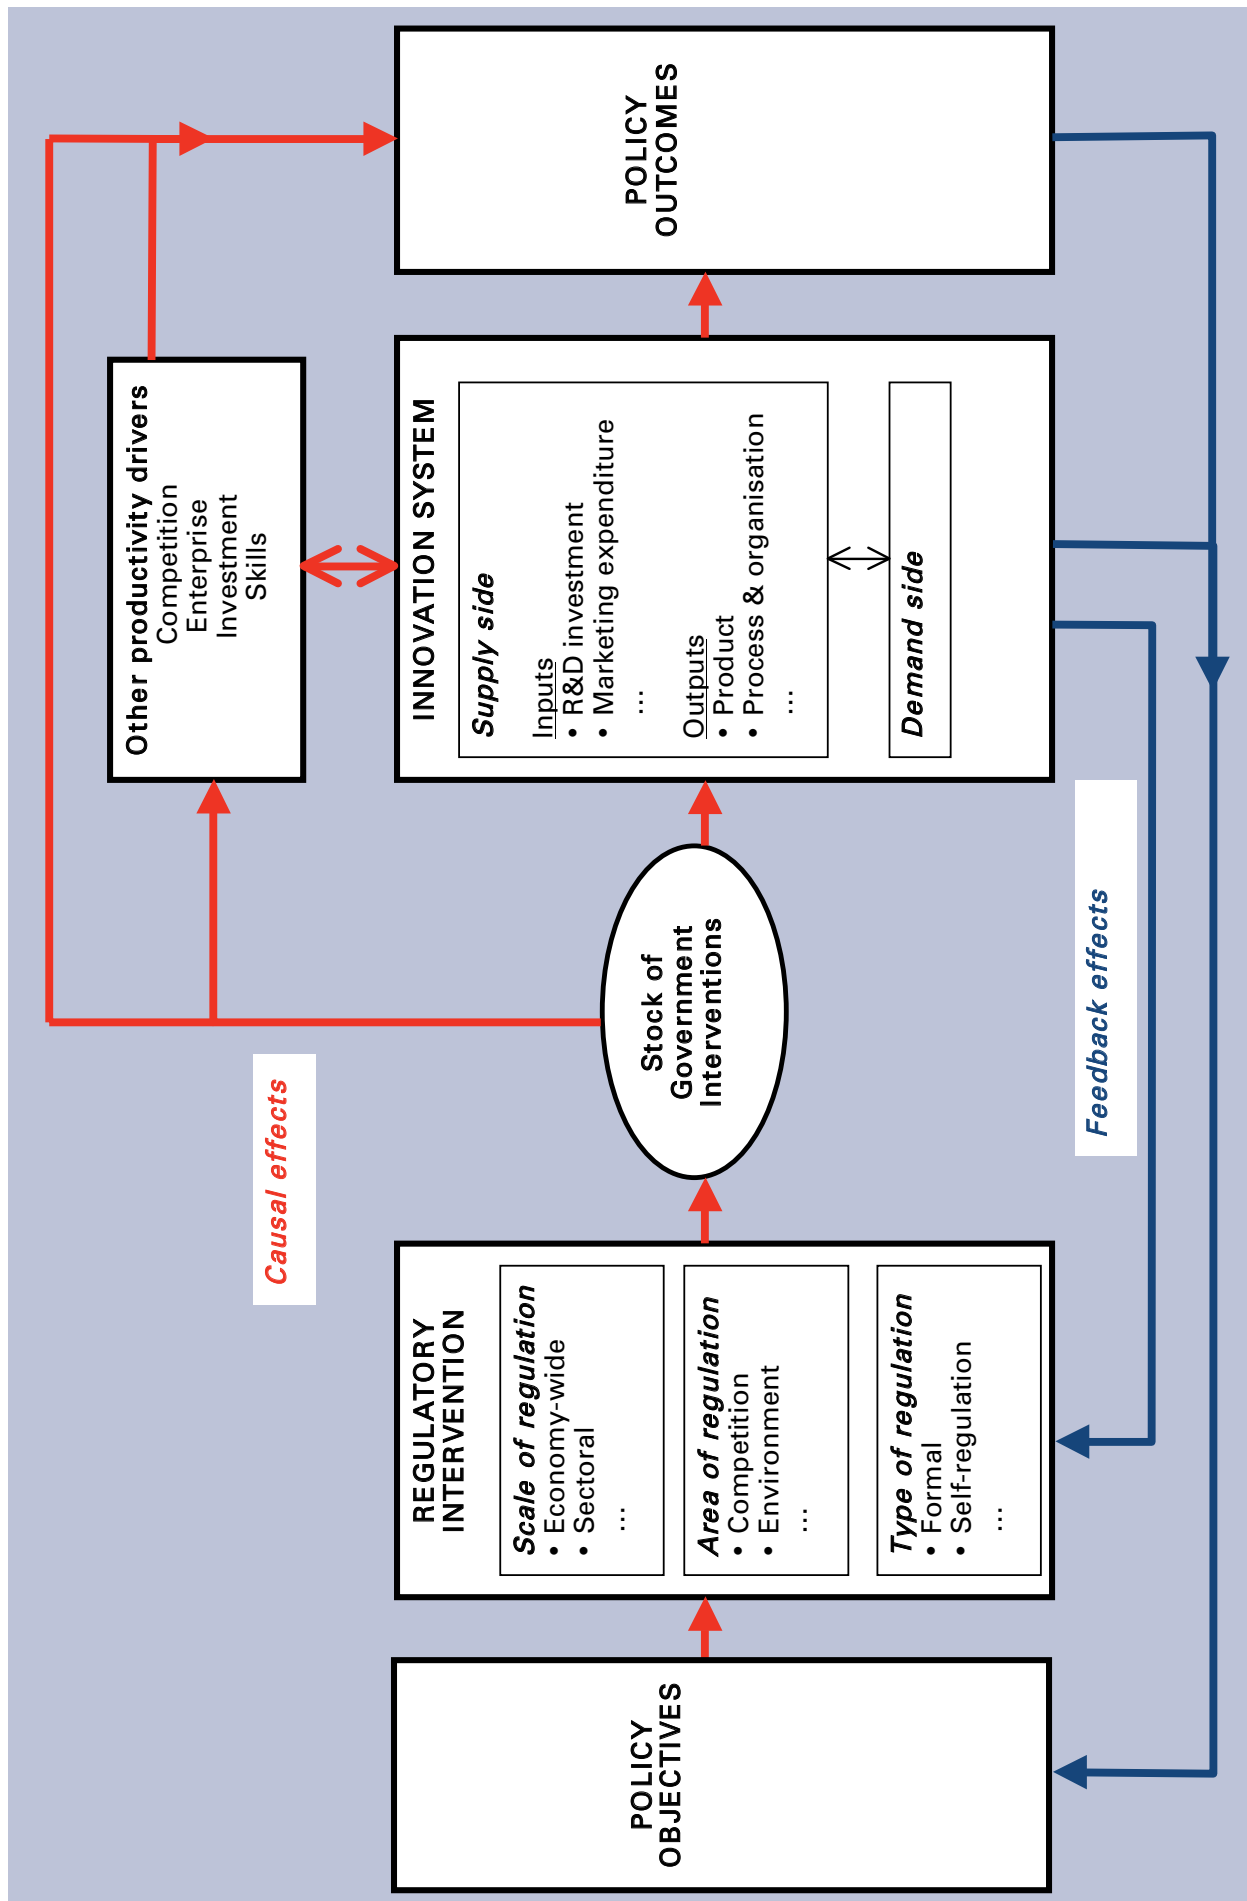 Causal effects
Other productivity drivers
Competition
Enterprise
Investment
Skills
POLICY
OBJECTIVES
REGULATORY
INTERVENTION
Scale of regulation
• Economy-wide
• Sectoral
...
Area of regulation
• Competition
• Environment
...
Type of regulation
• Formal
• Self-regulation
...
Stock of
Government
Interventions
INNOVATION SYSTEM
Supply side
Inputs
• R&D investment
• Marketing expenditure
...
Outputs
• Product
• Process & organisation
...
Demand side
POLICY
OUTCOMES
Feedback effects